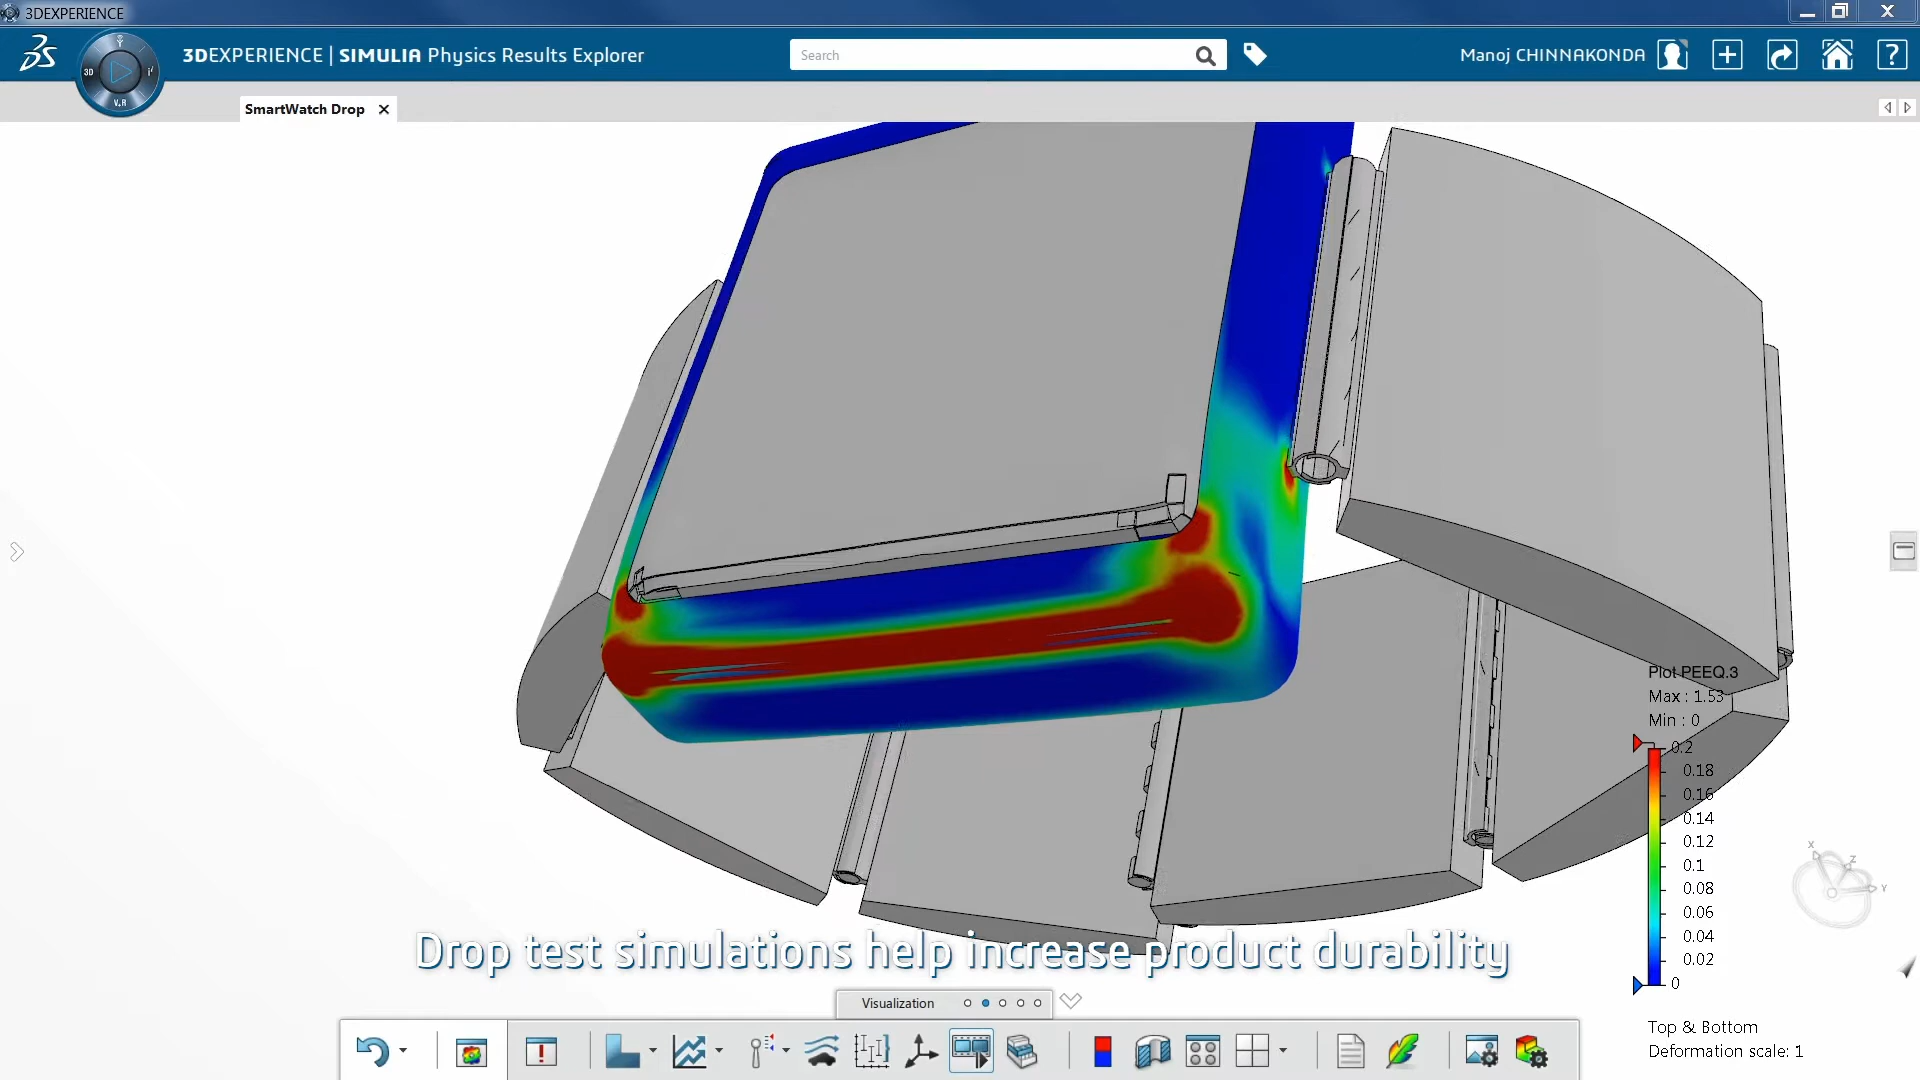 3DEXPERIENCE
3DEXPERIENCE | SIMULIA Physics Results Explorer
Search
Manoj CHINNAKONDA
3D
V.R
SmartWatch Drop
Plot PEEQ.3
Max : 1.53
Min : 0
0.2
0.18
0.16
0.14
0.12
0.1
0.08
0.06
0.04
0.02
0
X
Z
Y
Drop test simulations help increase product durability
Visualization
Top & Bottom
Deformation scale: 1